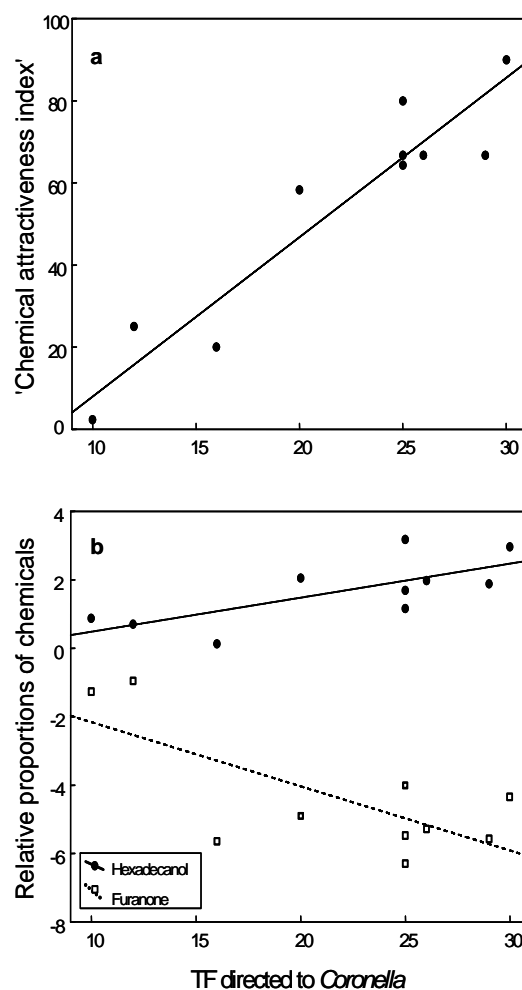 100
a
80
60
40
20
0
10 15 20 25 30
'Chemical attractiveness index'
4
b
2
0
-2
-4
-6
-8
Hexadecanol
Furanone
10 15 20 25 30
Relative proportions of chemicals
TF directed to Coronella